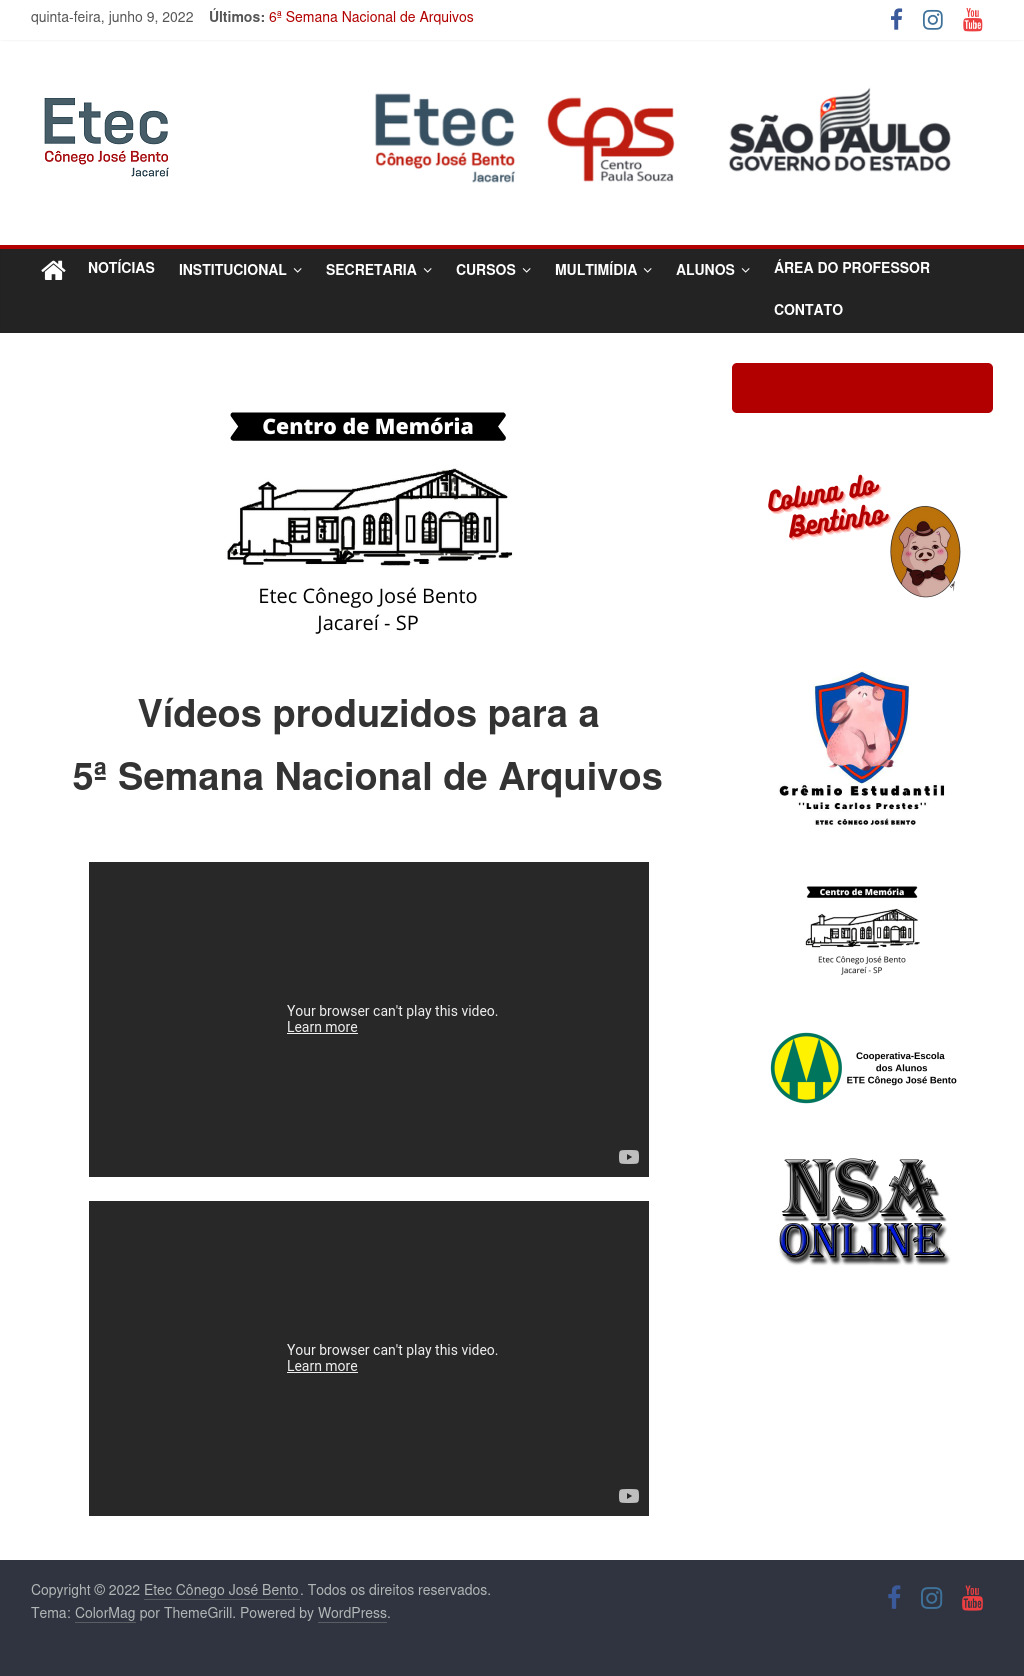 quinta-feira, junho 9, 2022 Últimos: 6ª Semana Nacional de Arquivos
You
Tube
Etec
Cônego José Bento
Jacareí
Etec
Cônego José Bento
Jacareí
cps
Centro
Paula Souza
SÃO PAULO
GOVERNO DO ESTADO
NOTÍCIAS INSTITUCIONAL SECRETARIA CURSOS MULTIMÍDIA ALUNOS ÁREA DO PROFESSOR
CONTATO
Centro de Memória
Etec Cônego José Bento
Jacareí - SP
Vídeos produzidos para a
5ª Semana Nacional de Arquivos
Your browser can't play this video.
Learn more
Your browser can't play this video.
Learn more
Coluna do
Bentinho
Grêmio Estudantil
"Luiz Carlos Prestes"
ETEC CÔNEGO JOSÉ BENTO
Centro de Memória
Etec Cônego José Bento
Jacareí - SP
Cooperativa-Escola
dos Alunos
ETE Cônego José Bento
NSA
ONLINE
Copyright © 2022 Etec Cônego José Bento. Todos os direitos reservados.
Tema: ColorMag por ThemeGrill. Powered by WordPress.
You
Tube